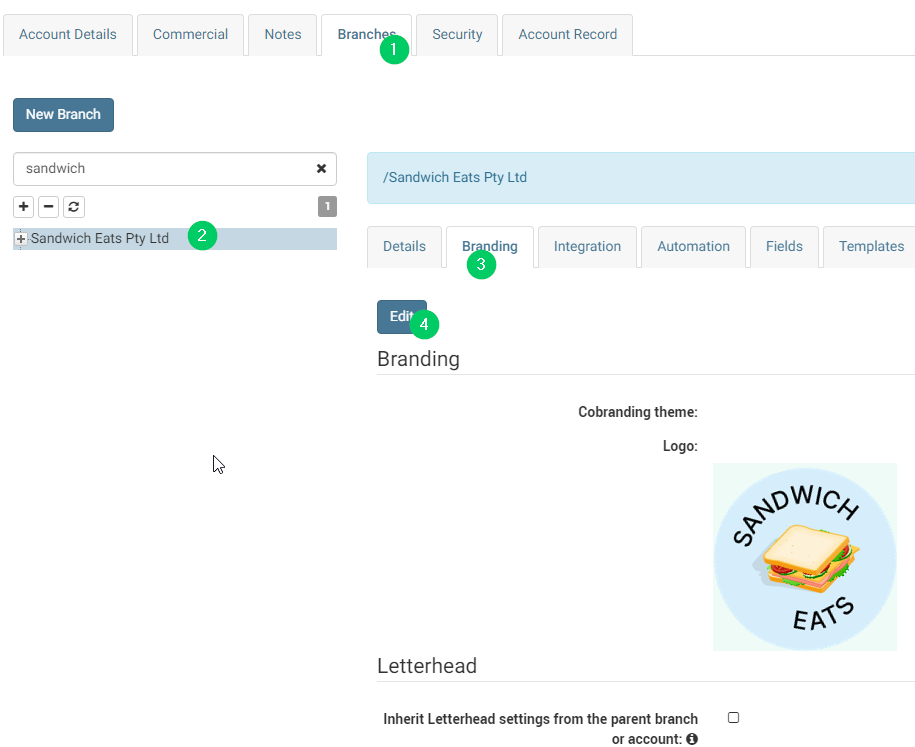 Account Details
Commercial
Notes
Branches
Security
Account Record
1
New Branch
sandwich
1
Sandwich Eats Pty Ltd
2
/Sandwich Eats Pty Ltd
Details
Branding
Integration
Automation
Fields
Templates
3
Edit
4
Branding
Cobranding theme:
Logo:
SANDWICH
EATS
Letterhead
Inherit Letterhead settings from the parent branch
or account: